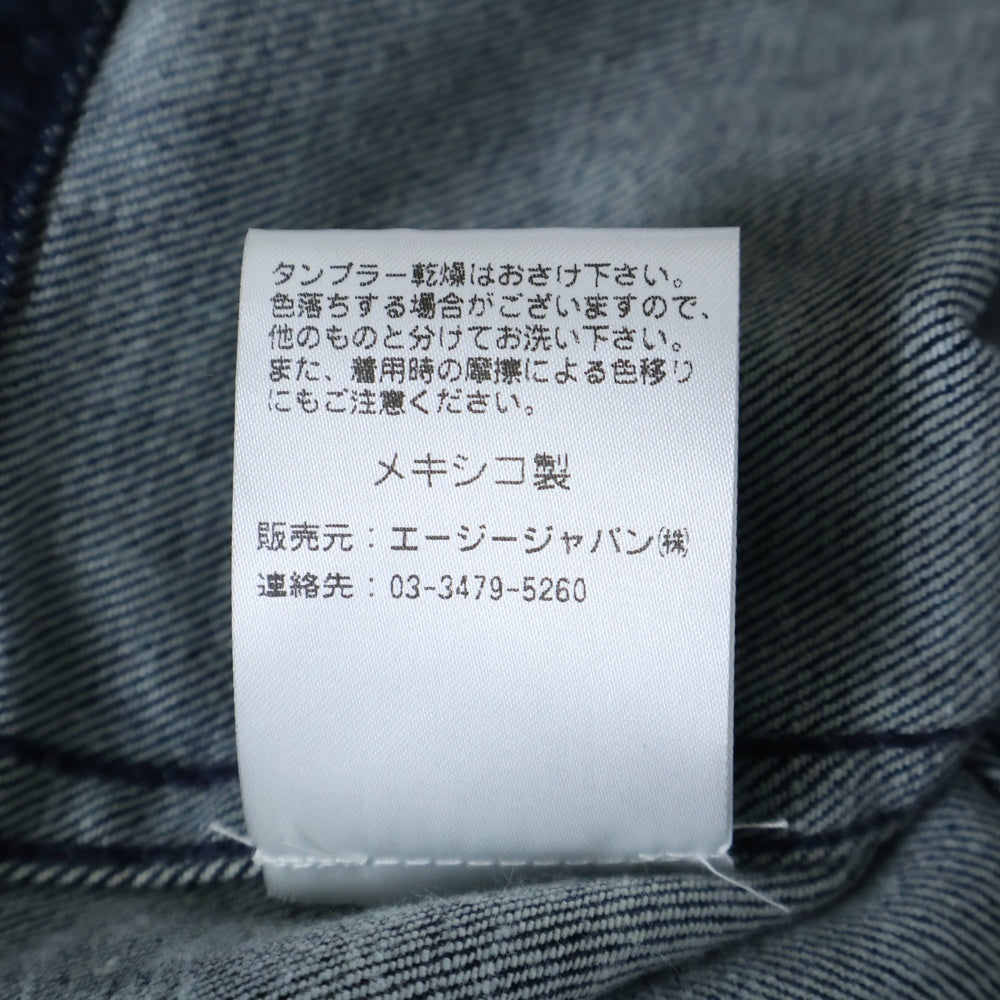 タンブラー乾燥はおさけ下さい。
色落ちする場合がございますので、
他のものと分けてお洗い下さい。
また、着用時の摩擦による色移り
にもご注意ください。
メキシコ製
販売元：エージージャパン㈱
連絡先：03-3479-5260